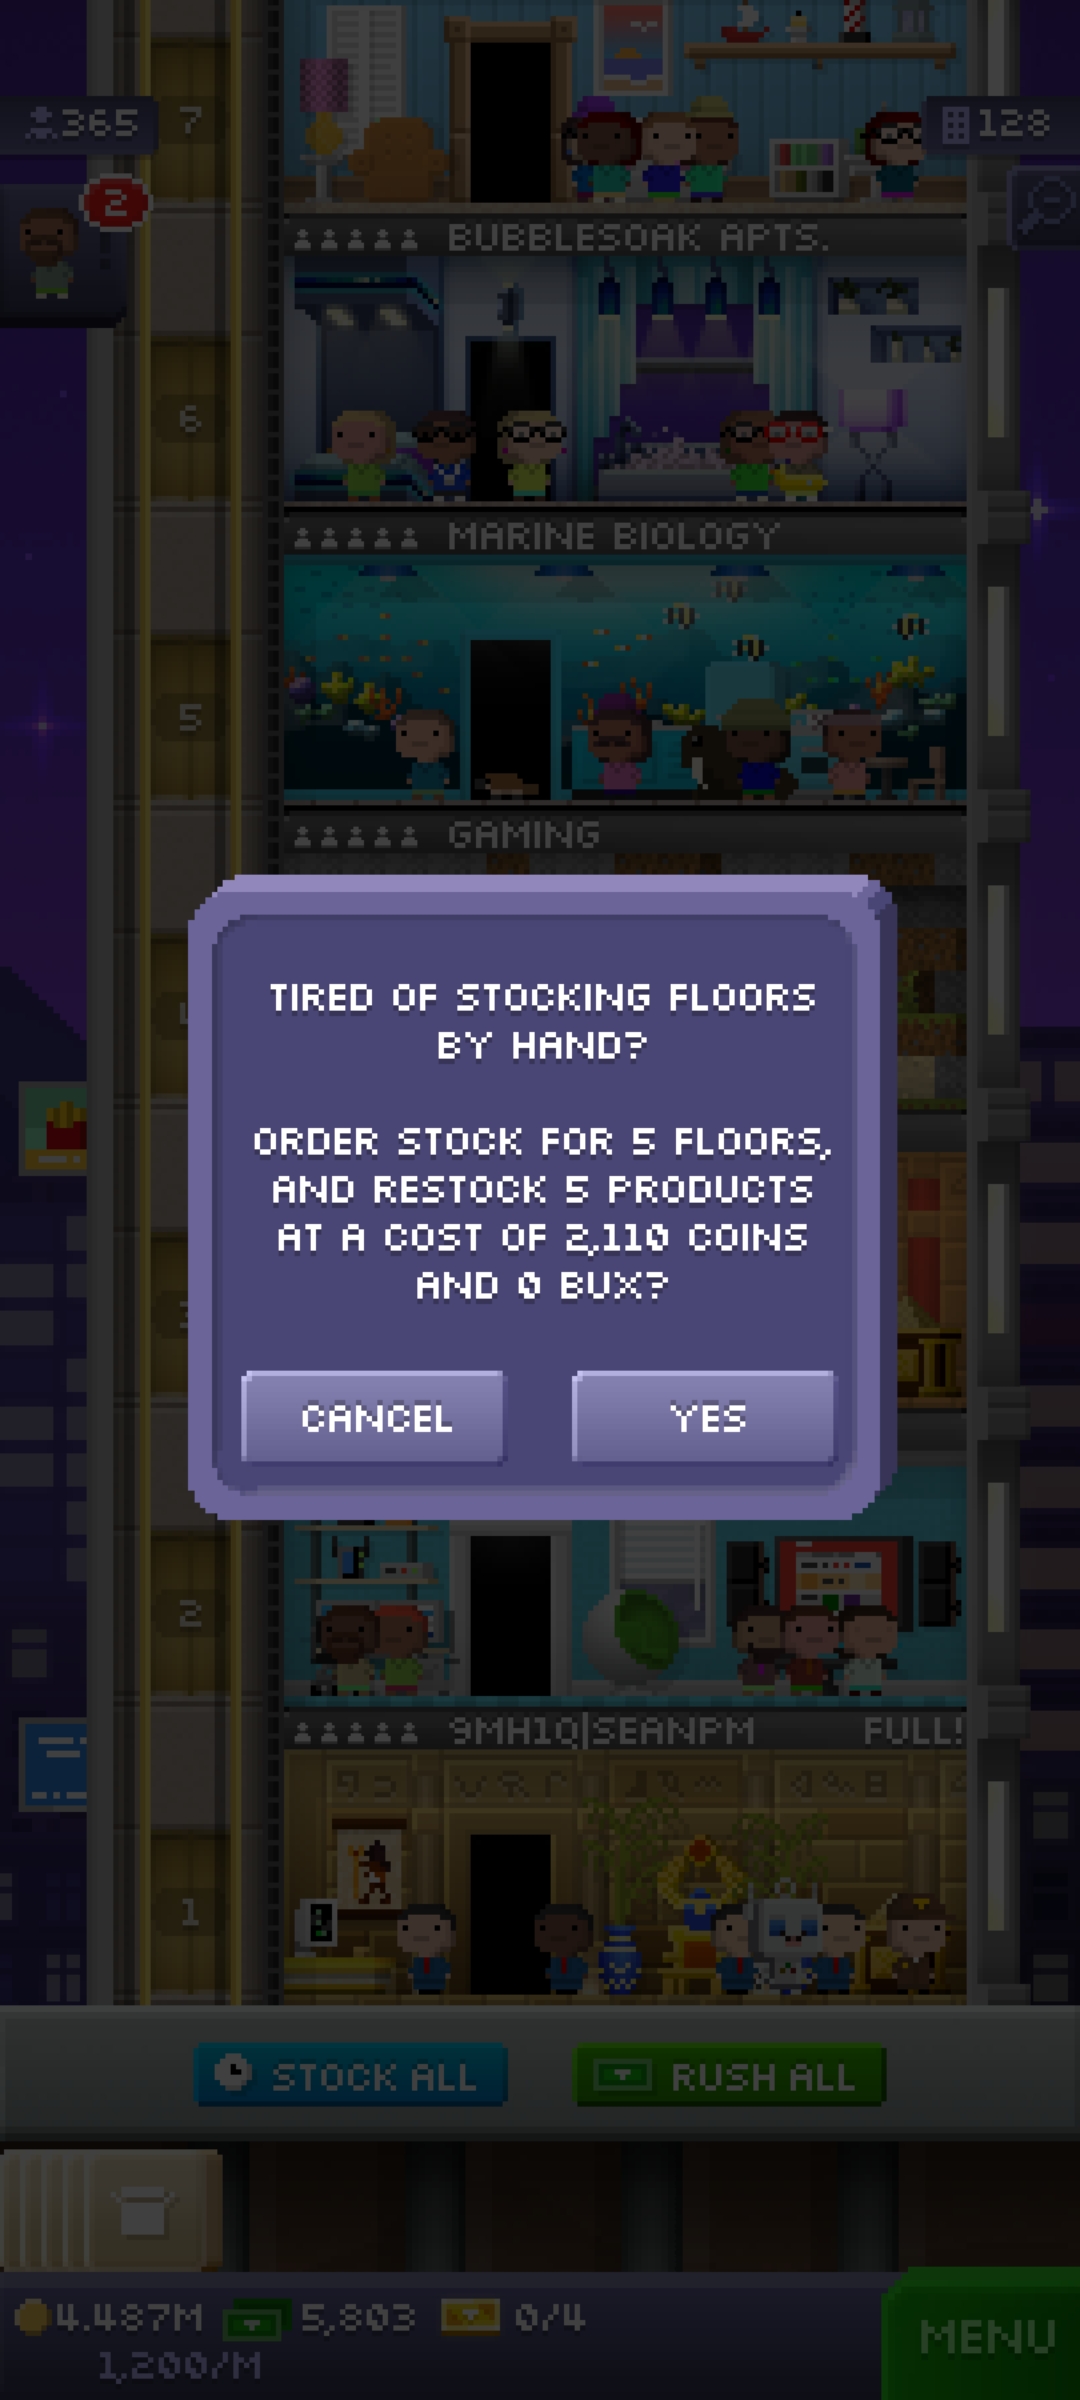 365
7
128
2
BUBBLESOAK APTS.
6
MARINE BIOLOGY
5
GAMING
TIRED OF STOCKING FLOORS
BY HAND?
ORDER STOCK FOR 5 FLOORS,
AND RESTOCK 5 PRODUCTS
AT A COST OF 2,110 COINS
AND 0 BUX?
CANCEL
YES
2
9MH1Q|SEANPM
FULL!
1
STOCK ALL
RUSH ALL
4.487M
5,803
0/4
1,200/M
MENU